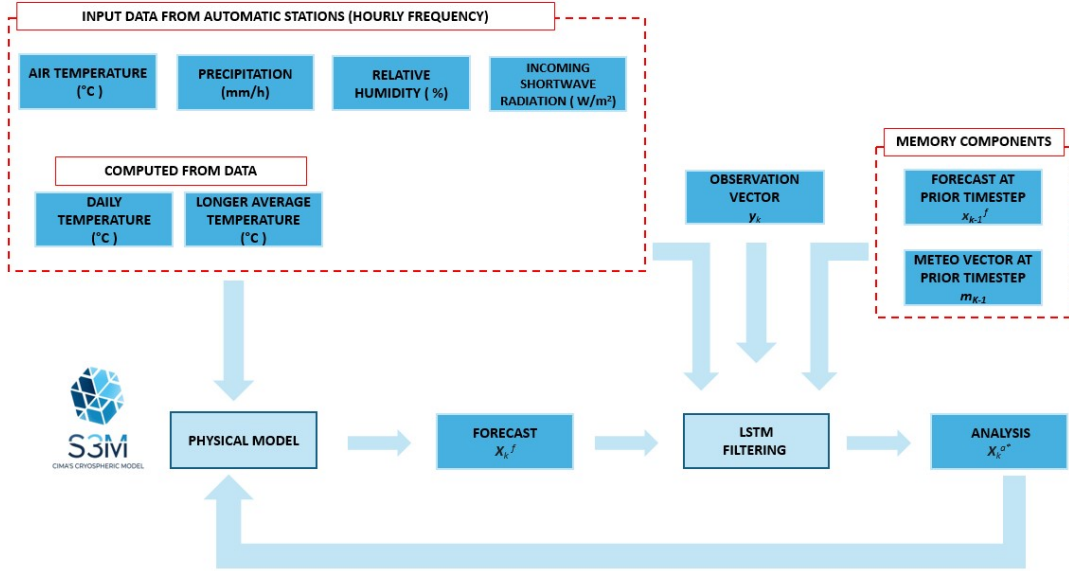 INPUT DATA FROM AUTOMATIC STATIONS (HOURLY FREQUENCY)
AIR TEMPERATURE
(°C )
PRECIPITATION
(mm/h)
RELATIVE
HUMIDITY ( %)
INCOMING
SHORTWAVE
RADIATION ( W/m²)
COMPUTED FROM DATA
DAILY
TEMPERATURE
(°C )
LONGER AVERAGE
TEMPERATURE
(°C )
OBSERVATION
VECTOR
yₖ
MEMORY COMPONENTS
FORECAST AT
PRIOR TIMESTEP
xₖ₋₁ᶠ
METEO VECTOR AT
PRIOR TIMESTEP
m_K-1
S3M
CIMA'S CRYOSPHERIC MODEL
PHYSICAL MODEL
FORECAST
Xₖᶠ
LSTM
FILTERING
ANALYSIS
Xₖᵃ*